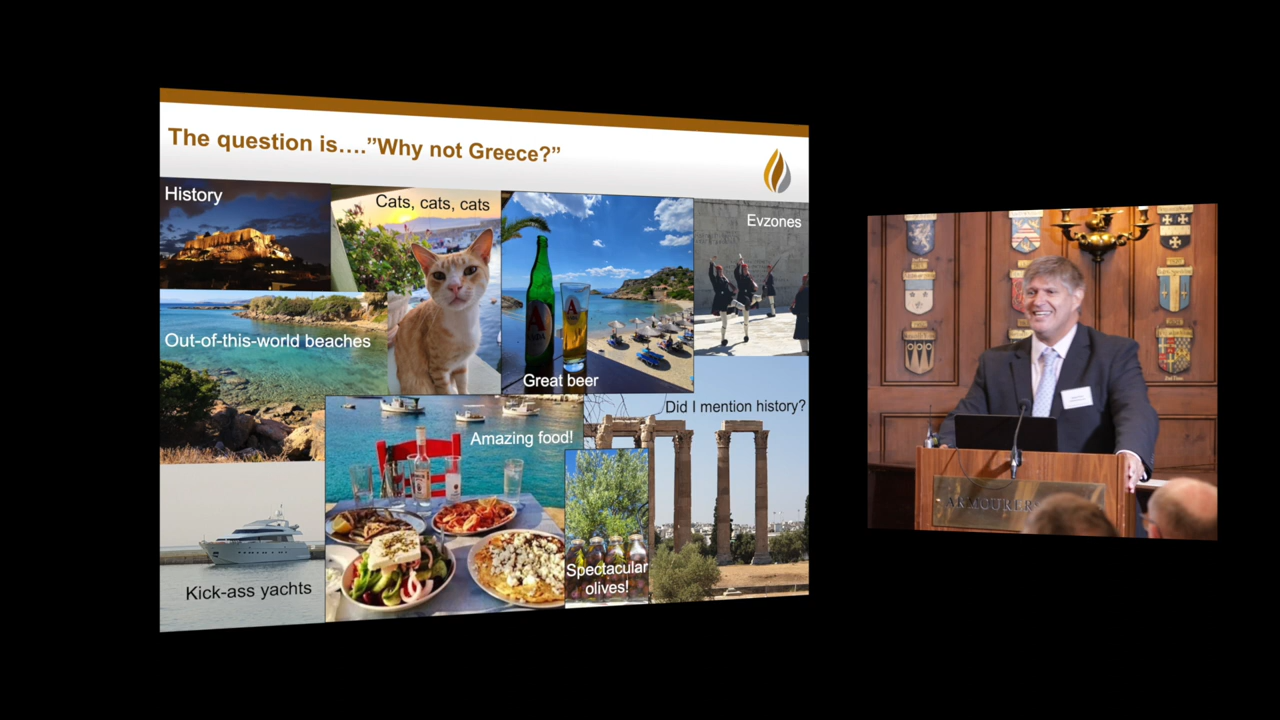 The question is....”Why not Greece?”
History
Cats, cats, cats
Evzones
Out-of-this-world beaches
Great beer
Did I mention history?
Amazing food!
Spectacular
olives!
Kick-ass yachts
A
A
ARMOURERS